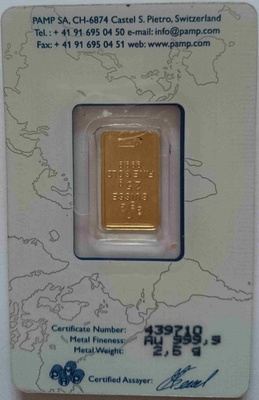 PAMP SA, CH-6874 Castel S. Pietro, Switzerland
Tel.: + 41 91 695 04 50 e-mail: info@pamp.com
Fax: + 41 91 695 04 51 web: www.pamp.com
SUISSE
Certificate Number: 439710
Metal Fineness: Au 999,9
Metal Weight: 2,5 g
Certified Assayer: